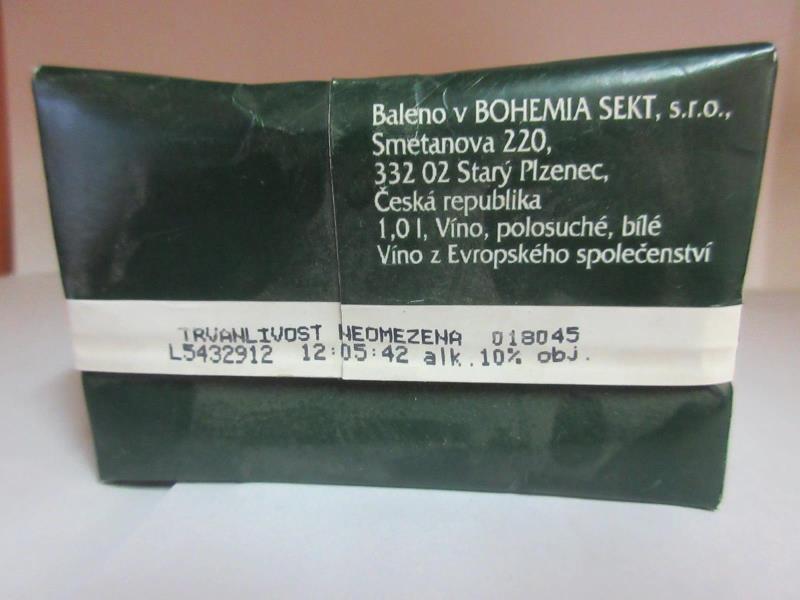 Baleno v BOHEMIA SEKT, s.r.o.,
Smetanova 220,
332 02 Starý Plzenec,
Česká republika
1,0 l, Víno, polosuché, bílé
Víno z Evropského společenství
TRVANLIVOST NEOMEZENA 018045
L5432912 12:05:42 alk.10% obj.